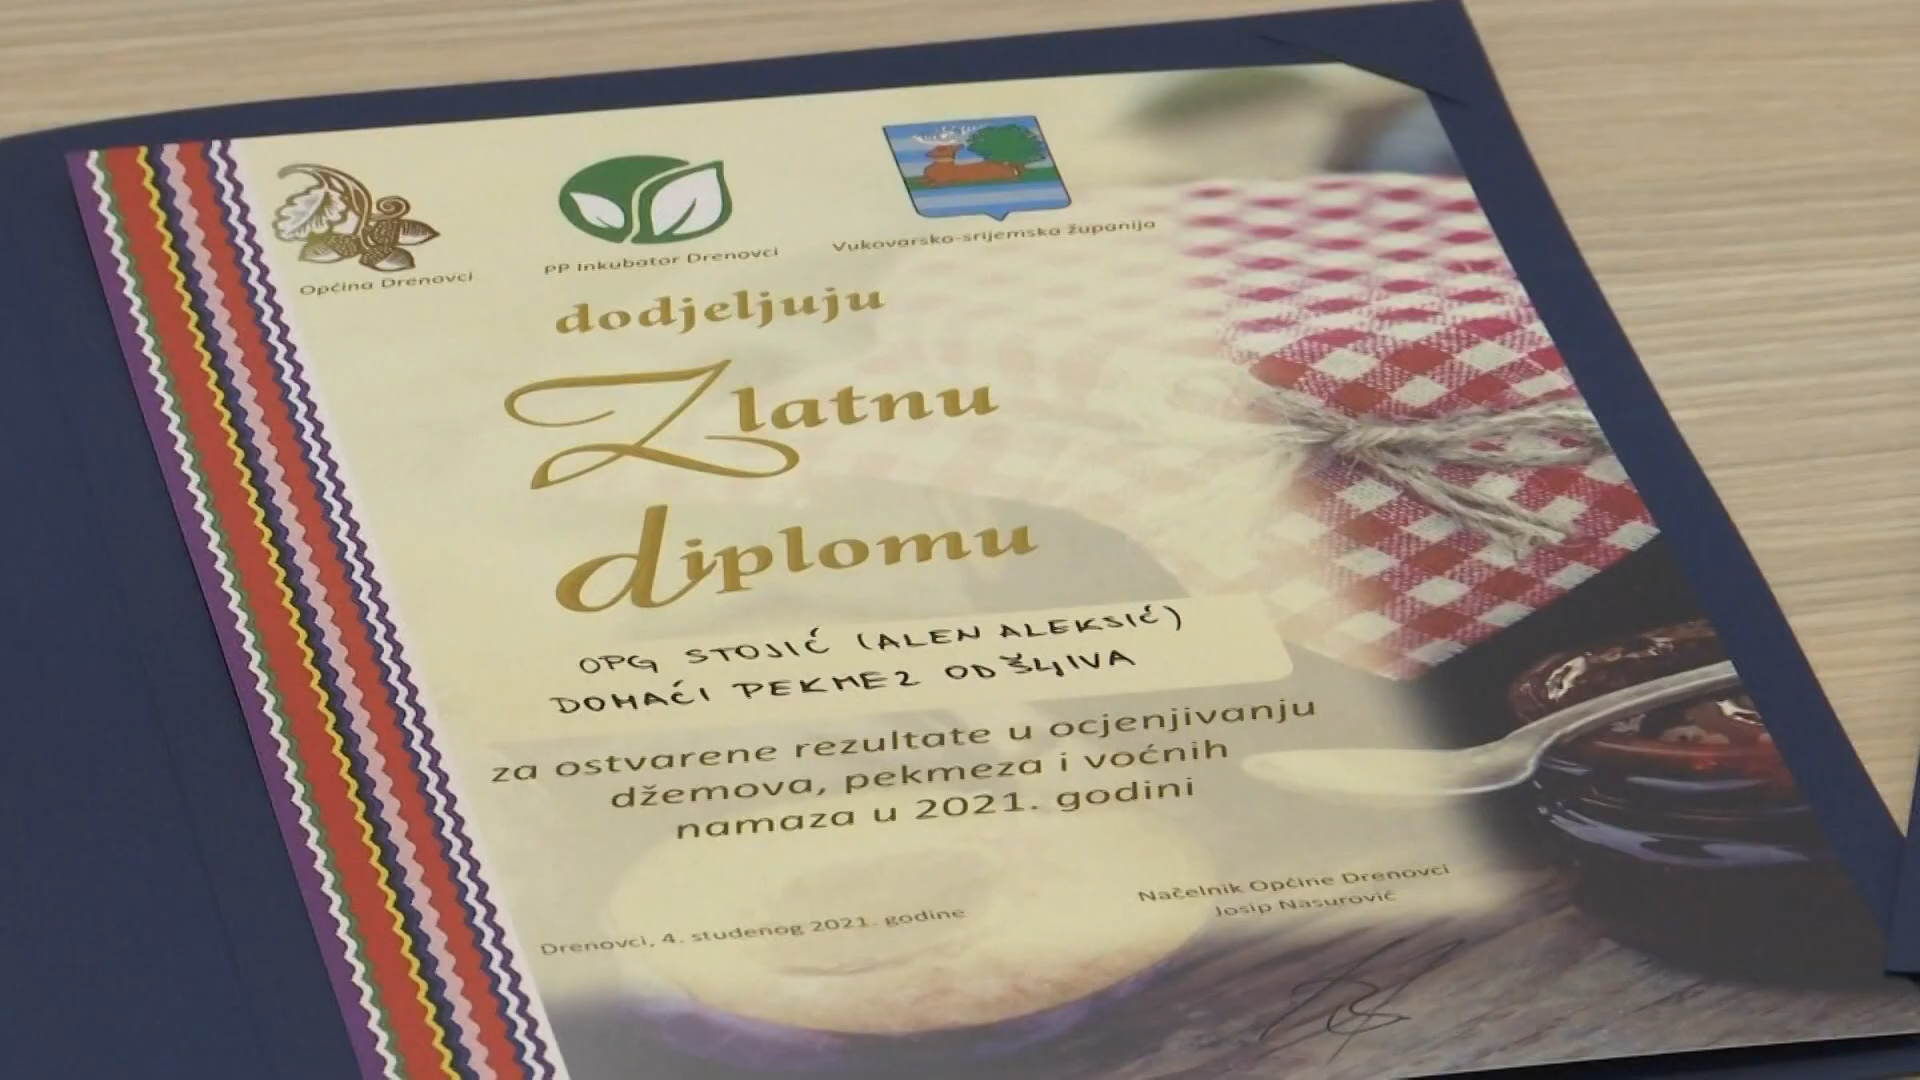 Općina Drenovci
PP Inkubator Drenovci
Vukovarsko-srijemska županija
dodjeljuju
Zlatnu
diplomu
OPG STOJIĆ (ALEN ALEKSIĆ)
DOMAĆI PEKMEZ OD ŠLJIVA
za ostvarene rezultate u ocjenjivanju
džemova, pekmeza i voćnih
namaza u 2021. godini
Drenovci, 4. studenog 2021. godine
Načelnik Općine Drenovci
Josip Nasurović